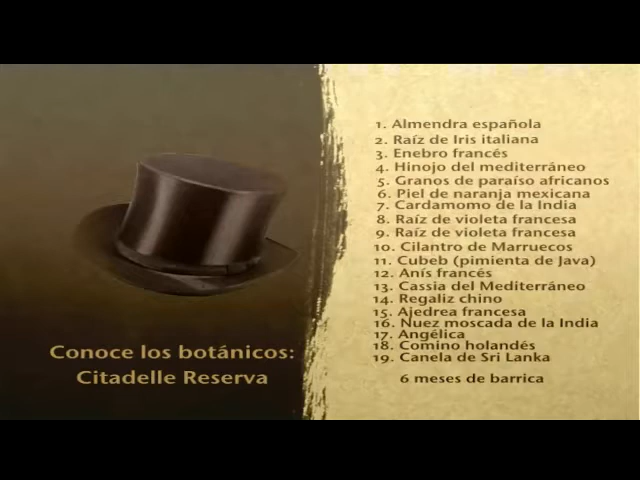 Conoce los botánicos:
Citadelle Reserva
1. Almendra española
2. Raíz de Iris italiana
3. Enebro francés
4. Hinojo del mediterráneo
5. Granos de paraíso africanos
6. Piel de naranja mexicana
7. Cardamomo de la India
8. Raíz de violeta francesa
9. Raíz de violeta francesa
10. Cilantro de Marruecos
11. Cubeb (pimienta de Java)
12. Anís francés
13. Cassia del Mediterráneo
14. Regaliz chino
15. Ajedrea francesa
16. Nuez moscada de la India
17. Angélica
18. Comino holandés
19. Canela de Sri Lanka
6 meses de barrica